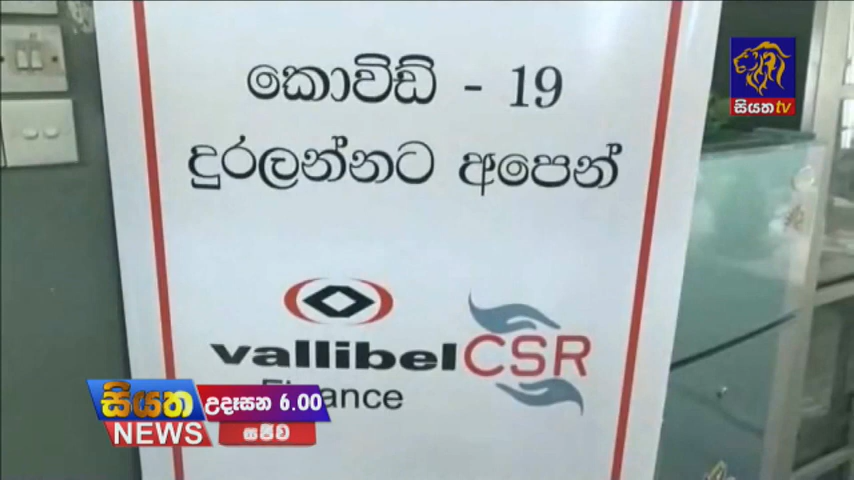 කොවිඩ් - 19
දුරලන්නට අපෙන්
vallibel CSR
Finance
සියත tv
සියත උදෑසන 6.00
NEWS සජීව